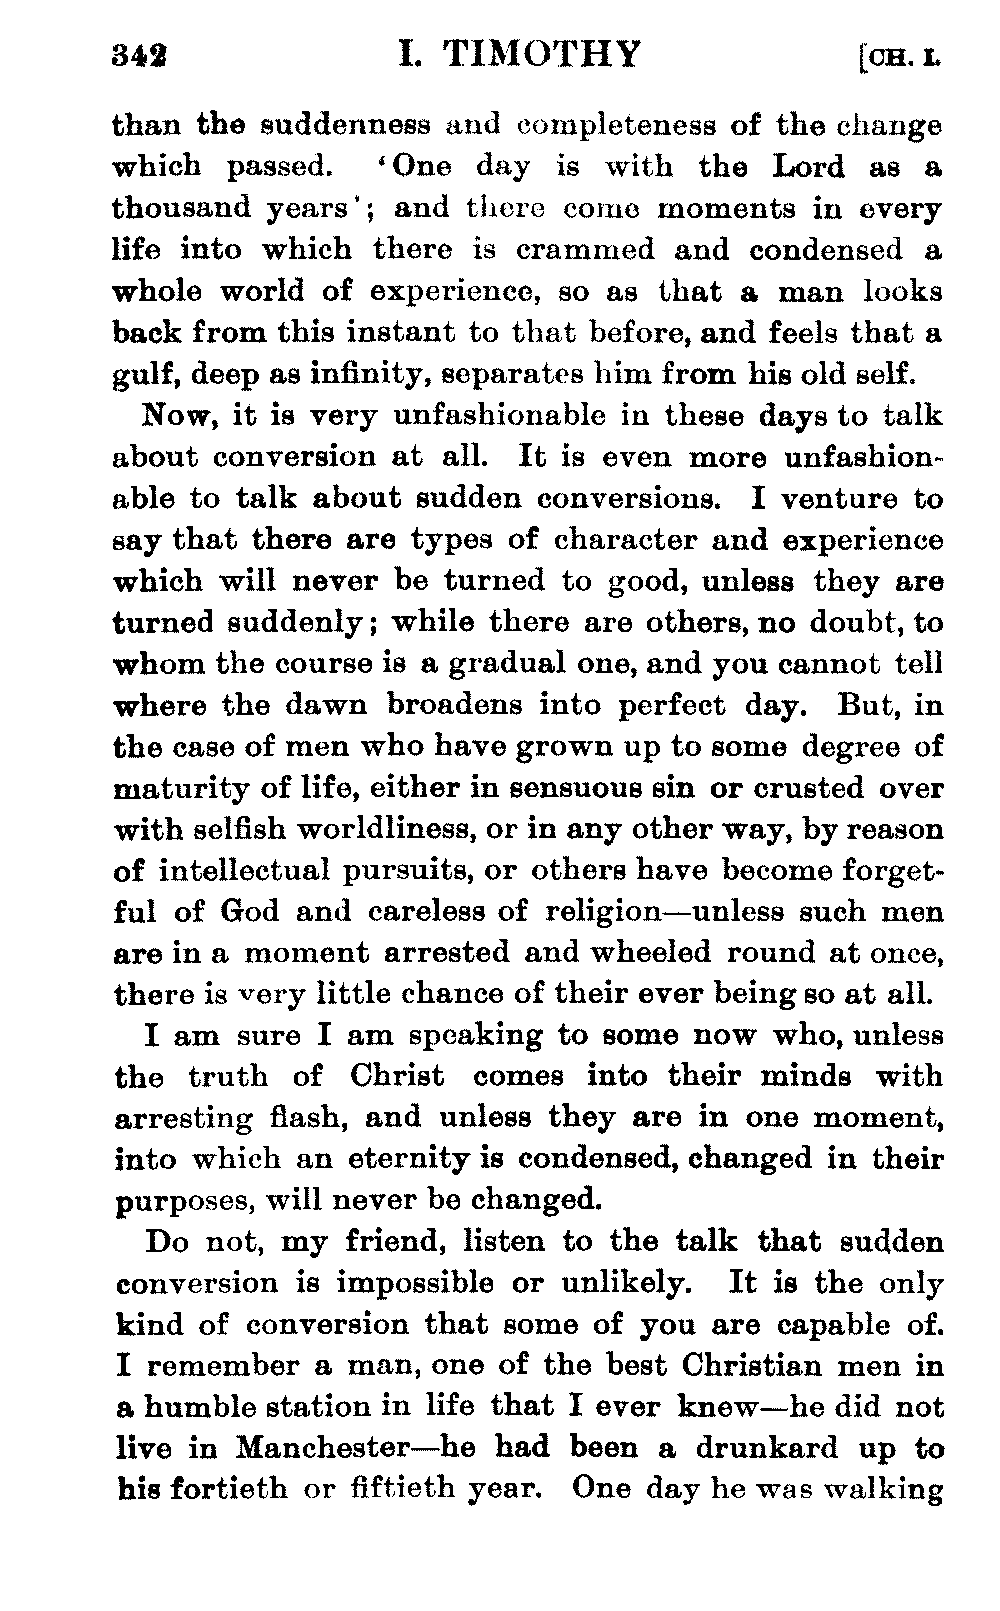 342 I. TIMOTHY [CH. I.
than the suddenness and completeness of the change
which passed. ‘One day is with the Lord as a
thousand years’; and there come moments in every
life into which there is crammed and condensed a
whole world of experience, so as that a man looks
back from this instant to that before, and feels that a
gulf, deep as infinity, separates him from his old self.
Now, it is very unfashionable in these days to talk
about conversion at all. It is even more unfashion-
able to talk about sudden conversions. I venture to
say that there are types of character and experience
which will never be turned to good, unless they are
turned suddenly; while there are others, no doubt, to
whom the course is a gradual one, and you cannot tell
where the dawn broadens into perfect day. But, in
the case of men who have grown up to some degree of
maturity of life, either in sensuous sin or crusted over
with selfish worldliness, or in any other way, by reason
of intellectual pursuits, or others have become forget-
ful of God and careless of religion—unless such men
are in a moment arrested and wheeled round at once,
there is very little chance of their ever being so at all.
I am sure I am speaking to some now who, unless
the truth of Christ comes into their minds with
arresting flash, and unless they are in one moment,
into which an eternity is condensed, changed in their
purposes, will never be changed.
Do not, my friend, listen to the talk that sudden
conversion is impossible or unlikely. It is the only
kind of conversion that some of you are capable of.
I remember a man, one of the best Christian men in
a humble station in life that I ever knew—he did not
live in Manchester—he had been a drunkard up to
his fortieth or fiftieth year. One day he was walking